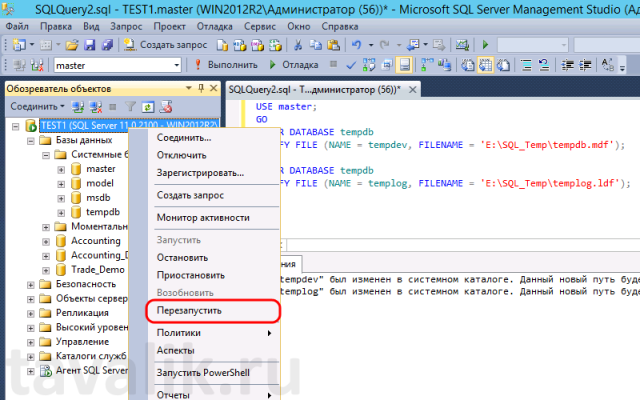 SQLQuery2.sql - TEST1.master (WIN2012R2\Администратор (56))* - Microsoft SQL Server Management Studio (Ад
Файл Правка Вид Запрос Проект Отладка Сервис Окно Справка
Создать запрос
master Выполнить Отладка
Обозреватель объектов
SQLQuery2.sql - T...дминистратор (56))*
Соединить
TEST1 (SQL Server 11.0.2100 - WIN2012R2\
Базы данных
Системные б
master
model
msdb
tempdb
Моментальн
Accounting
Accounting_D
Trade_Demo
Безопасность
Объекты сервер
Репликация
Высокий уровен
Управление
Каталоги служб
Агент SQL Server
Соединить...
Отключить
Зарегистрировать...
Создать запрос
Монитор активности
Запустить
Остановить
Приостановить
Возобновить
Перезапустить
Политики
Аспекты
Запустить PowerShell
Отчеты
USE master;
GO
R DATABASE tempdb
FY FILE (NAME = tempdev, FILENAME = 'E:\SQL_Temp\tempdb.mdf');
R DATABASE tempdb
FY FILE (NAME = templog, FILENAME = 'E:\SQL_Temp\templog.ldf');
ния
tempdev" был изменен в системном каталоге. Данный новый путь буде
templog" был изменен в системном каталоге. Данный новый путь буде
tavalik.ru